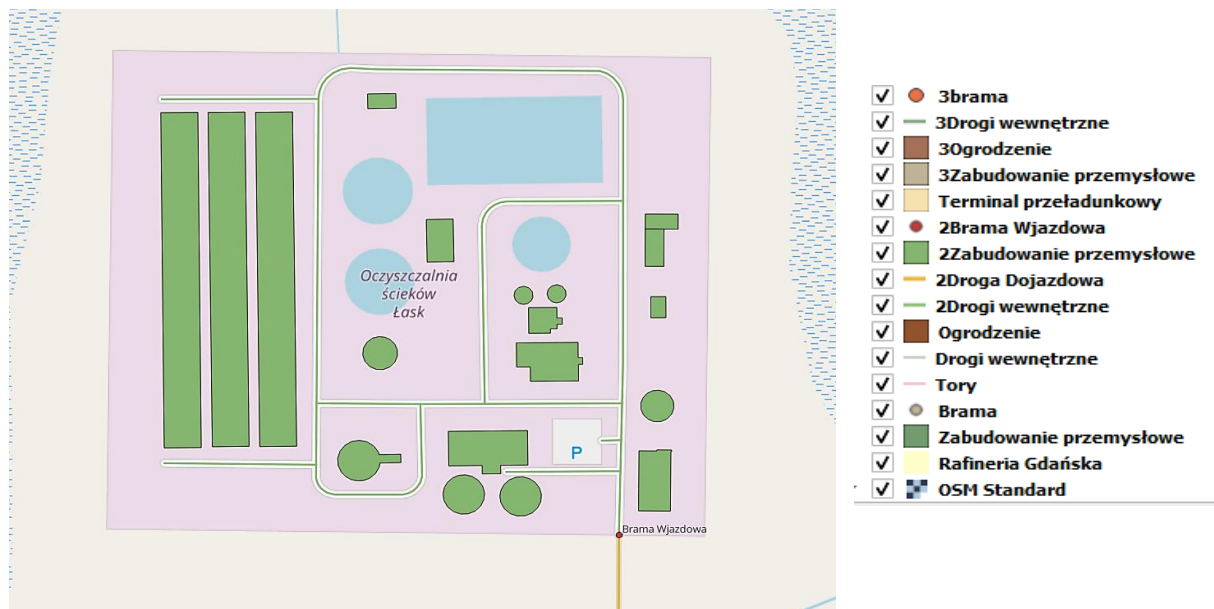 Oczyszczalnia
ścieków
Łask
P
Brama Wjazdowa
3brama
3Drogi wewnętrzne
3Ogrodzenie
3Zabudowanie przemysłowe
Terminal przeładunkowy
2Brama Wjazdowa
2Zabudowanie przemysłowe
2Droga Dojazdowa
2Drogi wewnętrzne
Ogrodzenie
Drogi wewnętrzne
Tory
Brama
Zabudowanie przemysłowe
Rafineria Gdańska
OSM Standard